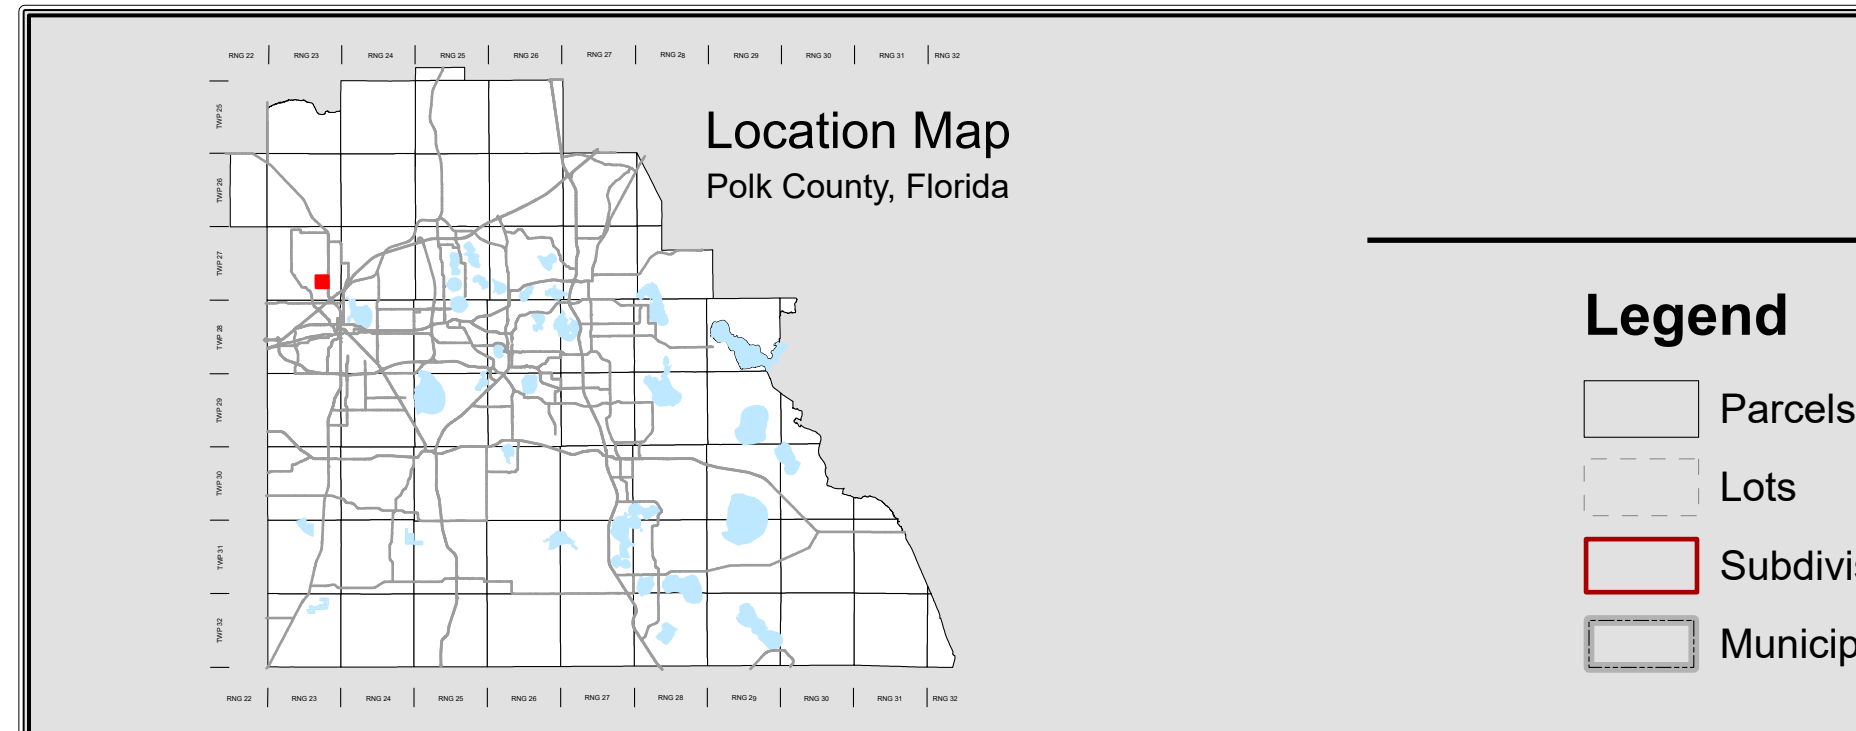 RNG 22 RNG 23 RNG 24 RNG 25 RNG 26 RNG 27 RNG 28 RNG 29 RNG 30 RNG 31 RNG 32
TWP 25
TWP 26
TWP 27
TWP 28
TWP 29
TWP 30
TWP 31
TWP 32
Location Map
Polk County, Florida
RNG 22 RNG 23 RNG 24 RNG 25 RNG 26 RNG 27 RNG 28 RNG 29 RNG 30 RNG 31 RNG 32
Legend
Parcels
Lots
Subdivis
Municip